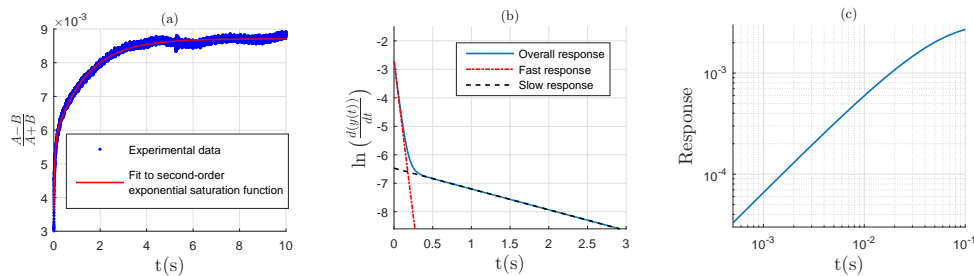 (a)
×10⁻³
9
8
7
6
5
4
3
A−B
A+B
Experimental data
Fit to second-order
exponential saturation function
0
2
4
6
8
10
t(s)
(b)
-2
-3
-4
-5
-6
-7
-8
ln (d(y(t))/dt)
Overall response
Fast response
Slow response
0
0.5
1
1.5
2
2.5
3
t(s)
(c)
10⁻³
10⁻⁴
Response
10⁻³
10⁻²
10⁻¹
t(s)